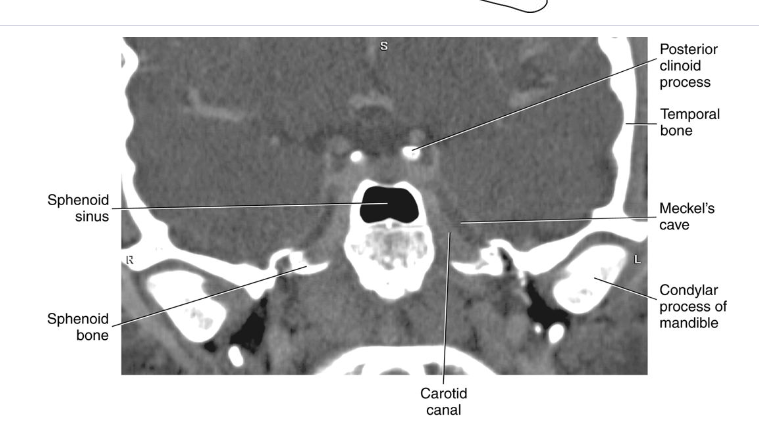 S
Posterior
clinoid
process
Temporal
bone
Sphenoid
sinus
Meckel's
cave
R
L
Condylar
process of
mandible
Sphenoid
bone
Carotid
canal